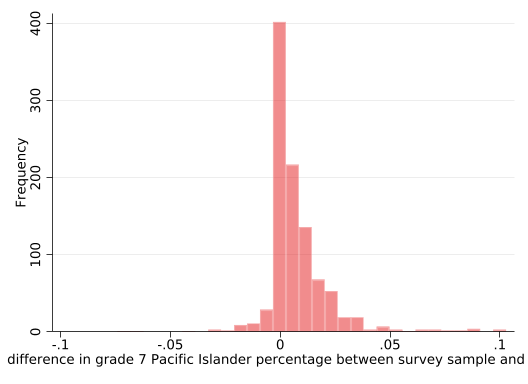 400
300
200
100
0
Frequency
-.1 -.05 0 .05 .1
difference in grade 7 Pacific Islander percentage between survey sample and